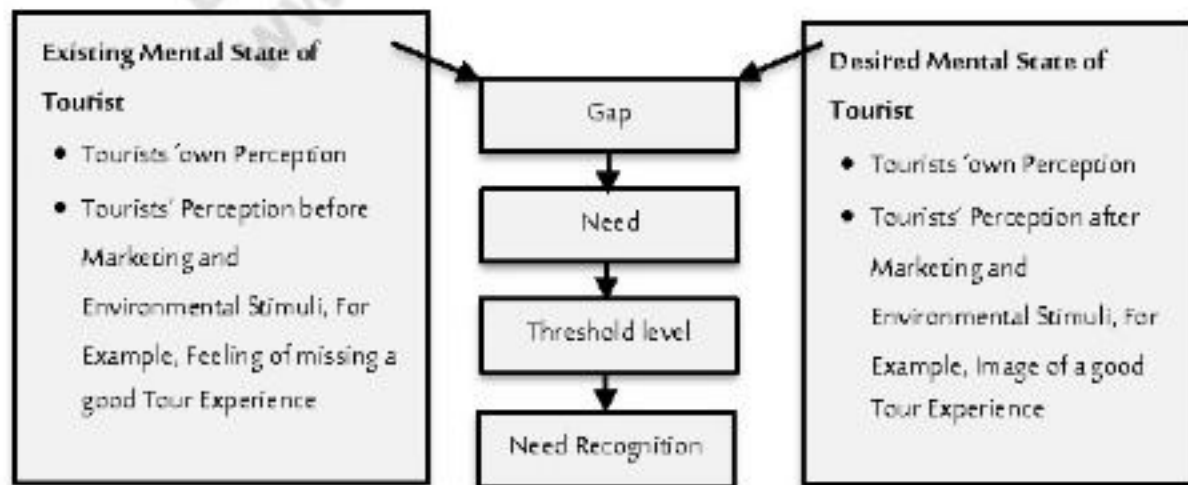 Existing Mental State of
Tourist
• Tourists 'own Perception
• Tourists' Perception before
Marketing and
Environmental Stimuli, For
Example, Feeling of missing a
good Tour Experience
Gap
Need
Threshold level
Need Recognition
Desired Mental State of
Tourist
• Tourists 'own Perception
• Tourists' Perception after
Marketing and
Environmental Stimuli, For
Example, Image of a good
Tour Experience